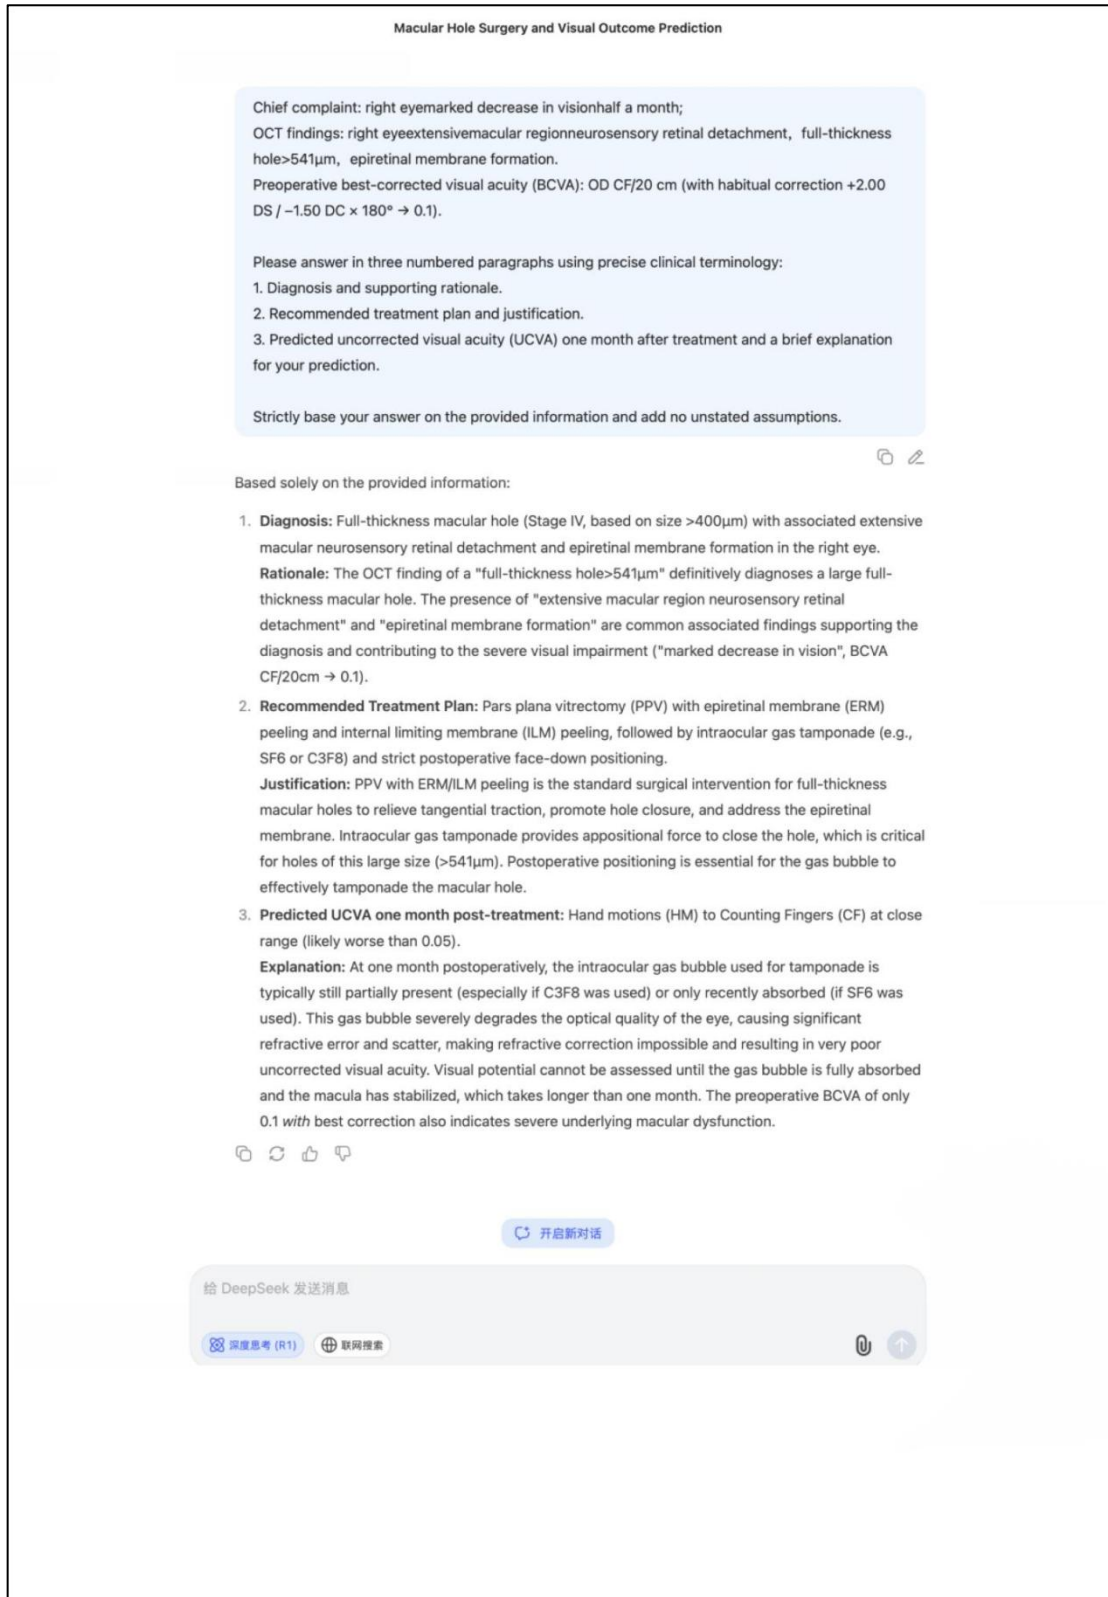 Macular Hole Surgery and Visual Outcome Prediction
Chief complaint: right eyemarked decrease in visionhalf a month;
OCT findings: right eyeextensivemacular regionneurosensory retinal detachment，full-thickness
hole>541μm，epiretinal membrane formation.
Preoperative best-corrected visual acuity (BCVA): OD CF/20 cm (with habitual correction +2.00
DS / –1.50 DC × 180° → 0.1).
Please answer in three numbered paragraphs using precise clinical terminology:
1. Diagnosis and supporting rationale.
2. Recommended treatment plan and justification.
3. Predicted uncorrected visual acuity (UCVA) one month after treatment and a brief explanation
for your prediction.
Strictly base your answer on the provided information and add no unstated assumptions.
Based solely on the provided information:
1. Diagnosis: Full-thickness macular hole (Stage IV, based on size >400μm) with associated extensive
macular neurosensory retinal detachment and epiretinal membrane formation in the right eye.
Rationale: The OCT finding of a "full-thickness hole>541μm" definitively diagnoses a large full-
thickness macular hole. The presence of "extensive macular region neurosensory retinal
detachment" and "epiretinal membrane formation" are common associated findings supporting the
diagnosis and contributing to the severe visual impairment ("marked decrease in vision", BCVA
CF/20cm → 0.1).
2. Recommended Treatment Plan: Pars plana vitrectomy (PPV) with epiretinal membrane (ERM)
peeling and internal limiting membrane (ILM) peeling, followed by intraocular gas tamponade (e.g.,
SF6 or C3F8) and strict postoperative face-down positioning.
Justification: PPV with ERM/ILM peeling is the standard surgical intervention for full-thickness
macular holes to relieve tangential traction, promote hole closure, and address the epiretinal
membrane. Intraocular gas tamponade provides appositional force to close the hole, which is critical
for holes of this large size (>541μm). Postoperative positioning is essential for the gas bubble to
effectively tamponade the macular hole.
3. Predicted UCVA one month post-treatment: Hand motions (HM) to Counting Fingers (CF) at close
range (likely worse than 0.05).
Explanation: At one month postoperatively, the intraocular gas bubble used for tamponade is
typically still partially present (especially if C3F8 was used) or only recently absorbed (if SF6 was
used). This gas bubble severely degrades the optical quality of the eye, causing significant
refractive error and scatter, making refractive correction impossible and resulting in very poor
uncorrected visual acuity. Visual potential cannot be assessed until the gas bubble is fully absorbed
and the macula has stabilized, which takes longer than one month. The preoperative BCVA of only
0.1 with best correction also indicates severe underlying macular dysfunction.
开启新对话
给 DeepSeek 发送消息
深度思考 (R1) 联网搜索